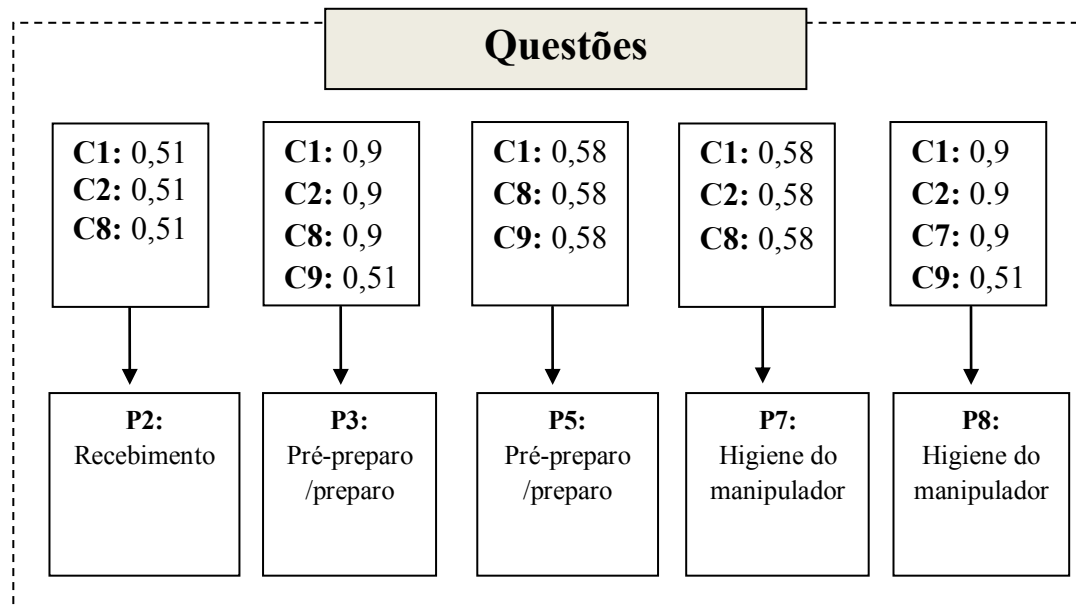 Questões
C1: 0,51
C2: 0,51
C8: 0,51
C1: 0,9
C2: 0,9
C8: 0,9
C9: 0,51
C1: 0,58
C8: 0,58
C9: 0,58
C1: 0,58
C2: 0,58
C8: 0,58
C1: 0,9
C2: 0.9
C7: 0,9
C9: 0,51
P2:
Recebimento
P3:
Pré-preparo
/preparo
P5:
Pré-preparo
/preparo
P7:
Higiene do
manipulador
P8:
Higiene do
manipulador